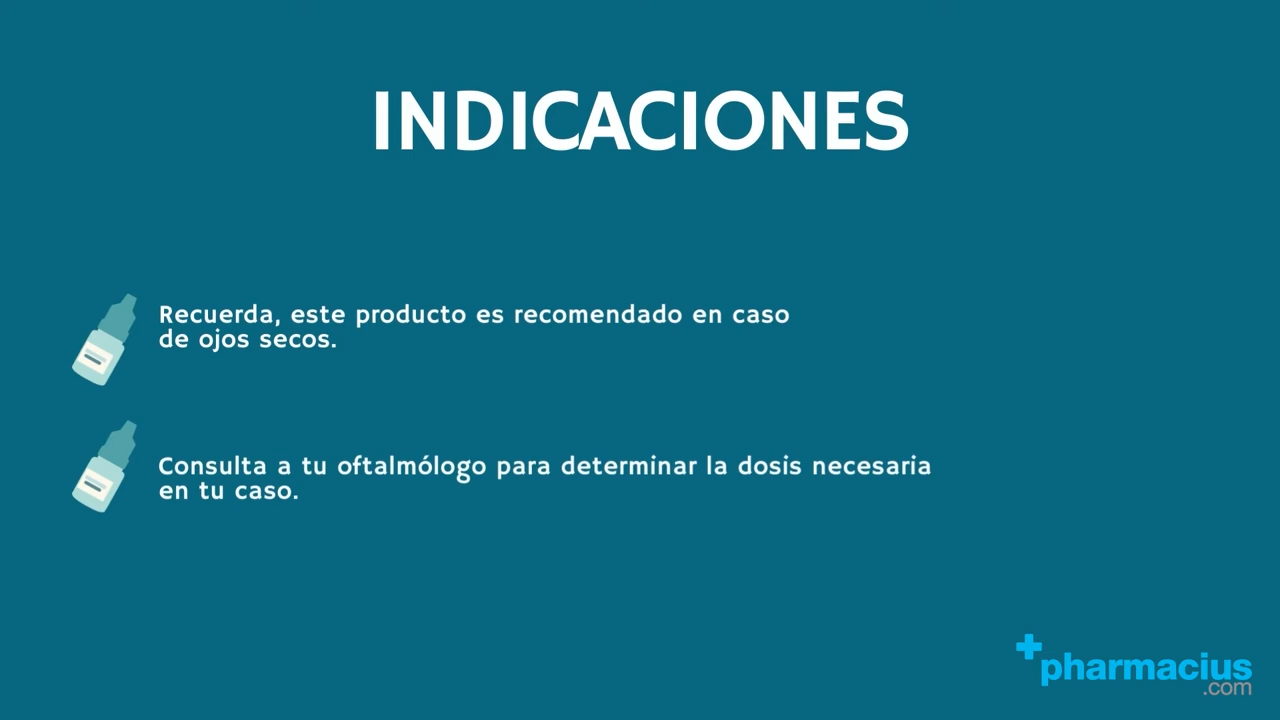 INDICACIONES
Recuerda, este producto es recomendado en caso
de ojos secos.
Consulta a tu oftalmólogo para determinar la dosis necesaria
en tu caso.
pharmacius
.com